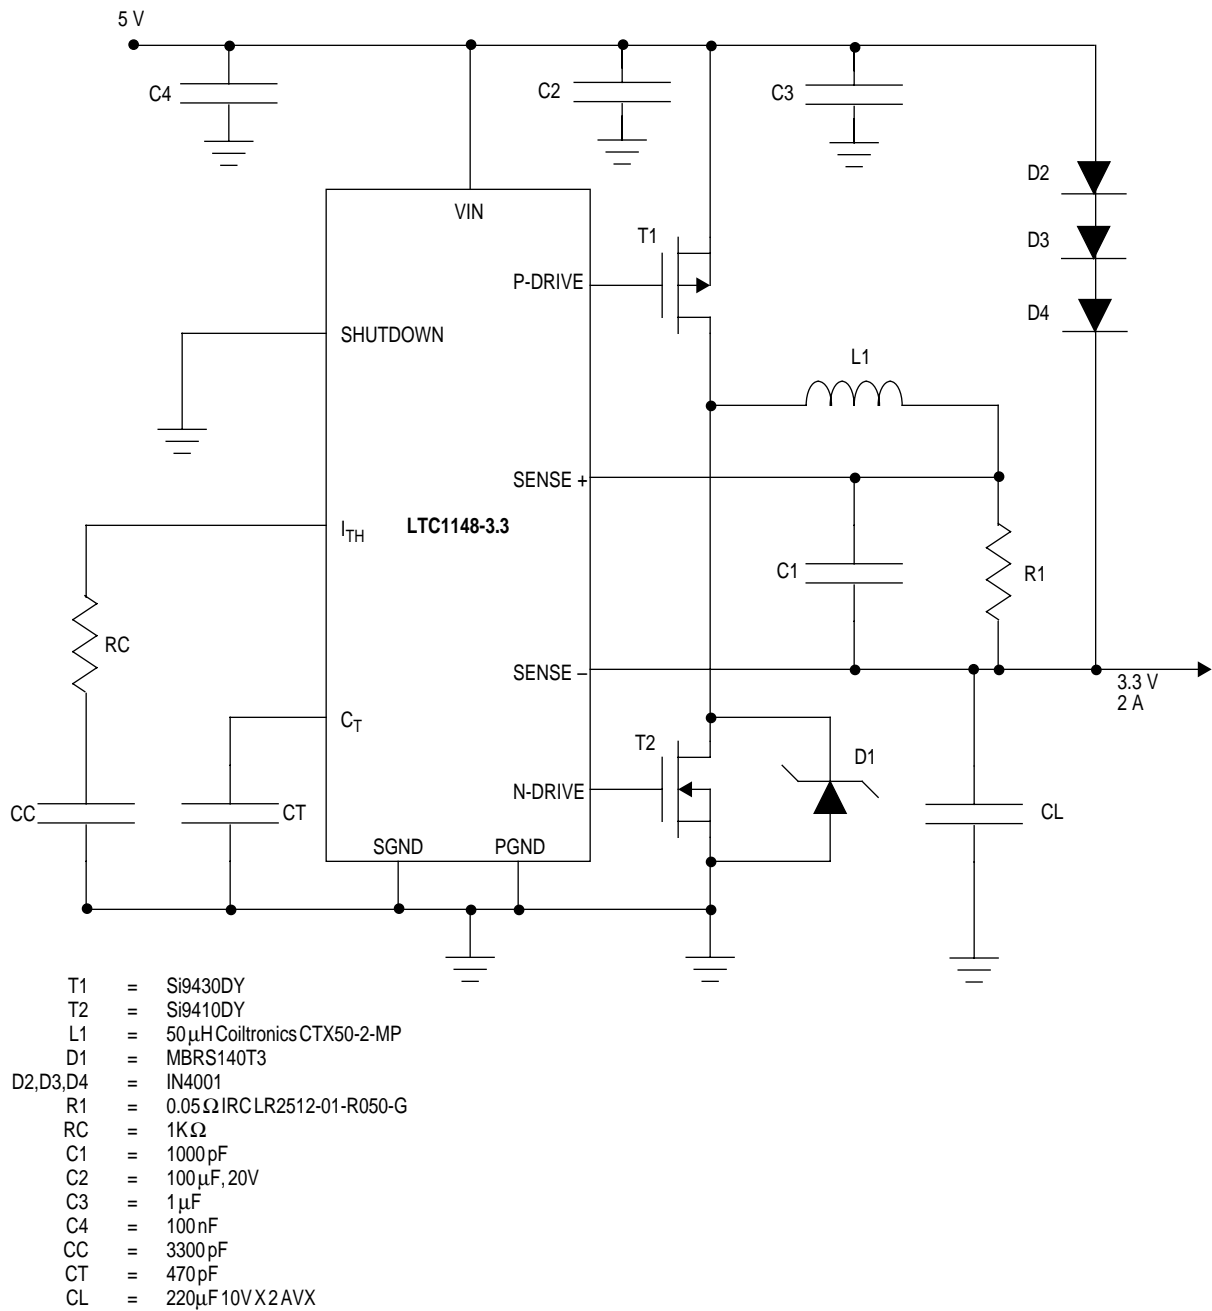 5 V
C4
C2
C3
D2
VIN
T1
D3
P-DRIVE
D4
SHUTDOWN
L1
SENSE +
LTC1148-3.3
I_TH
C1
R1
RC
SENSE –
3.3 V
2 A
C_T
T2
D1
N-DRIVE
CC
CT
CL
SGND
PGND
T1 = Si9430DY
T2 = Si9410DY
L1 = 50 µH Coiltronics CTX50-2-MP
D1 = MBRS140T3
D2,D3,D4 = IN4001
R1 = 0.05 Ω IRC LR2512-01-R050-G
RC = 1K Ω
C1 = 1000 pF
C2 = 100 µF, 20V
C3 = 1 µF
C4 = 100 nF
CC = 3300 pF
CT = 470 pF
CL = 220µF 10V X 2 AVX